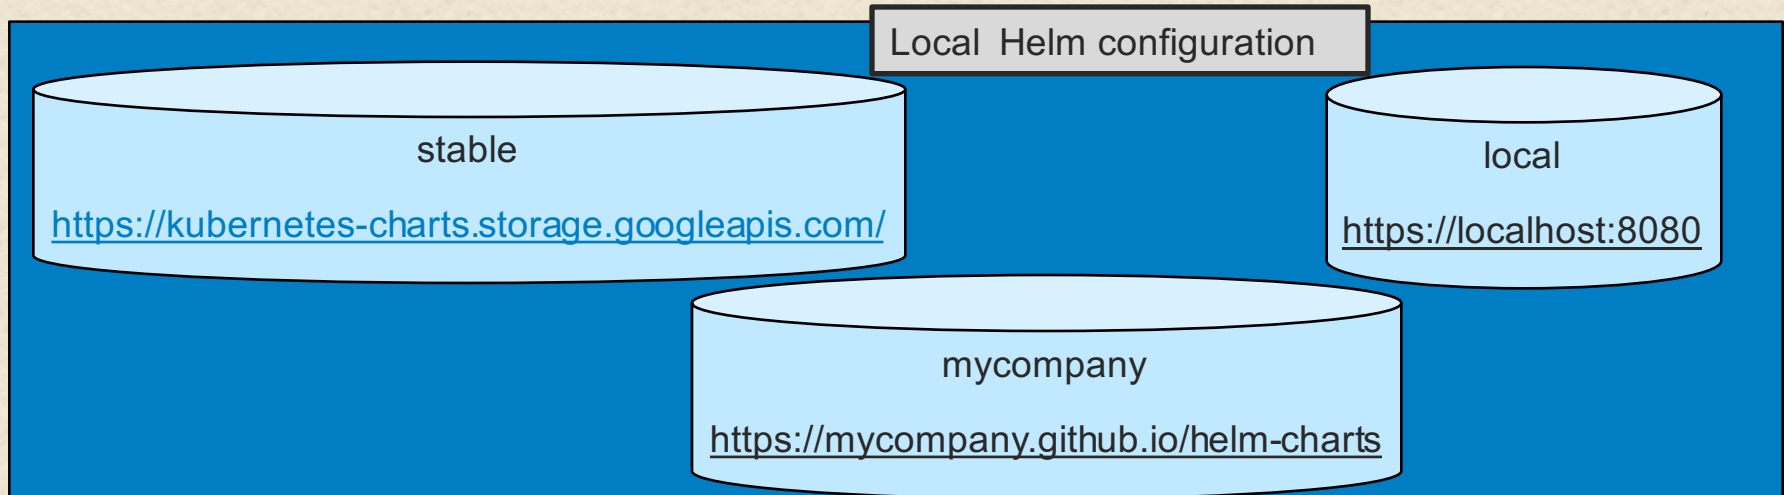 Local Helm configuration
stable
https://kubernetes-charts.storage.googleapis.com/
local
https://localhost:8080
mycompany
https://mycompany.github.io/helm-charts